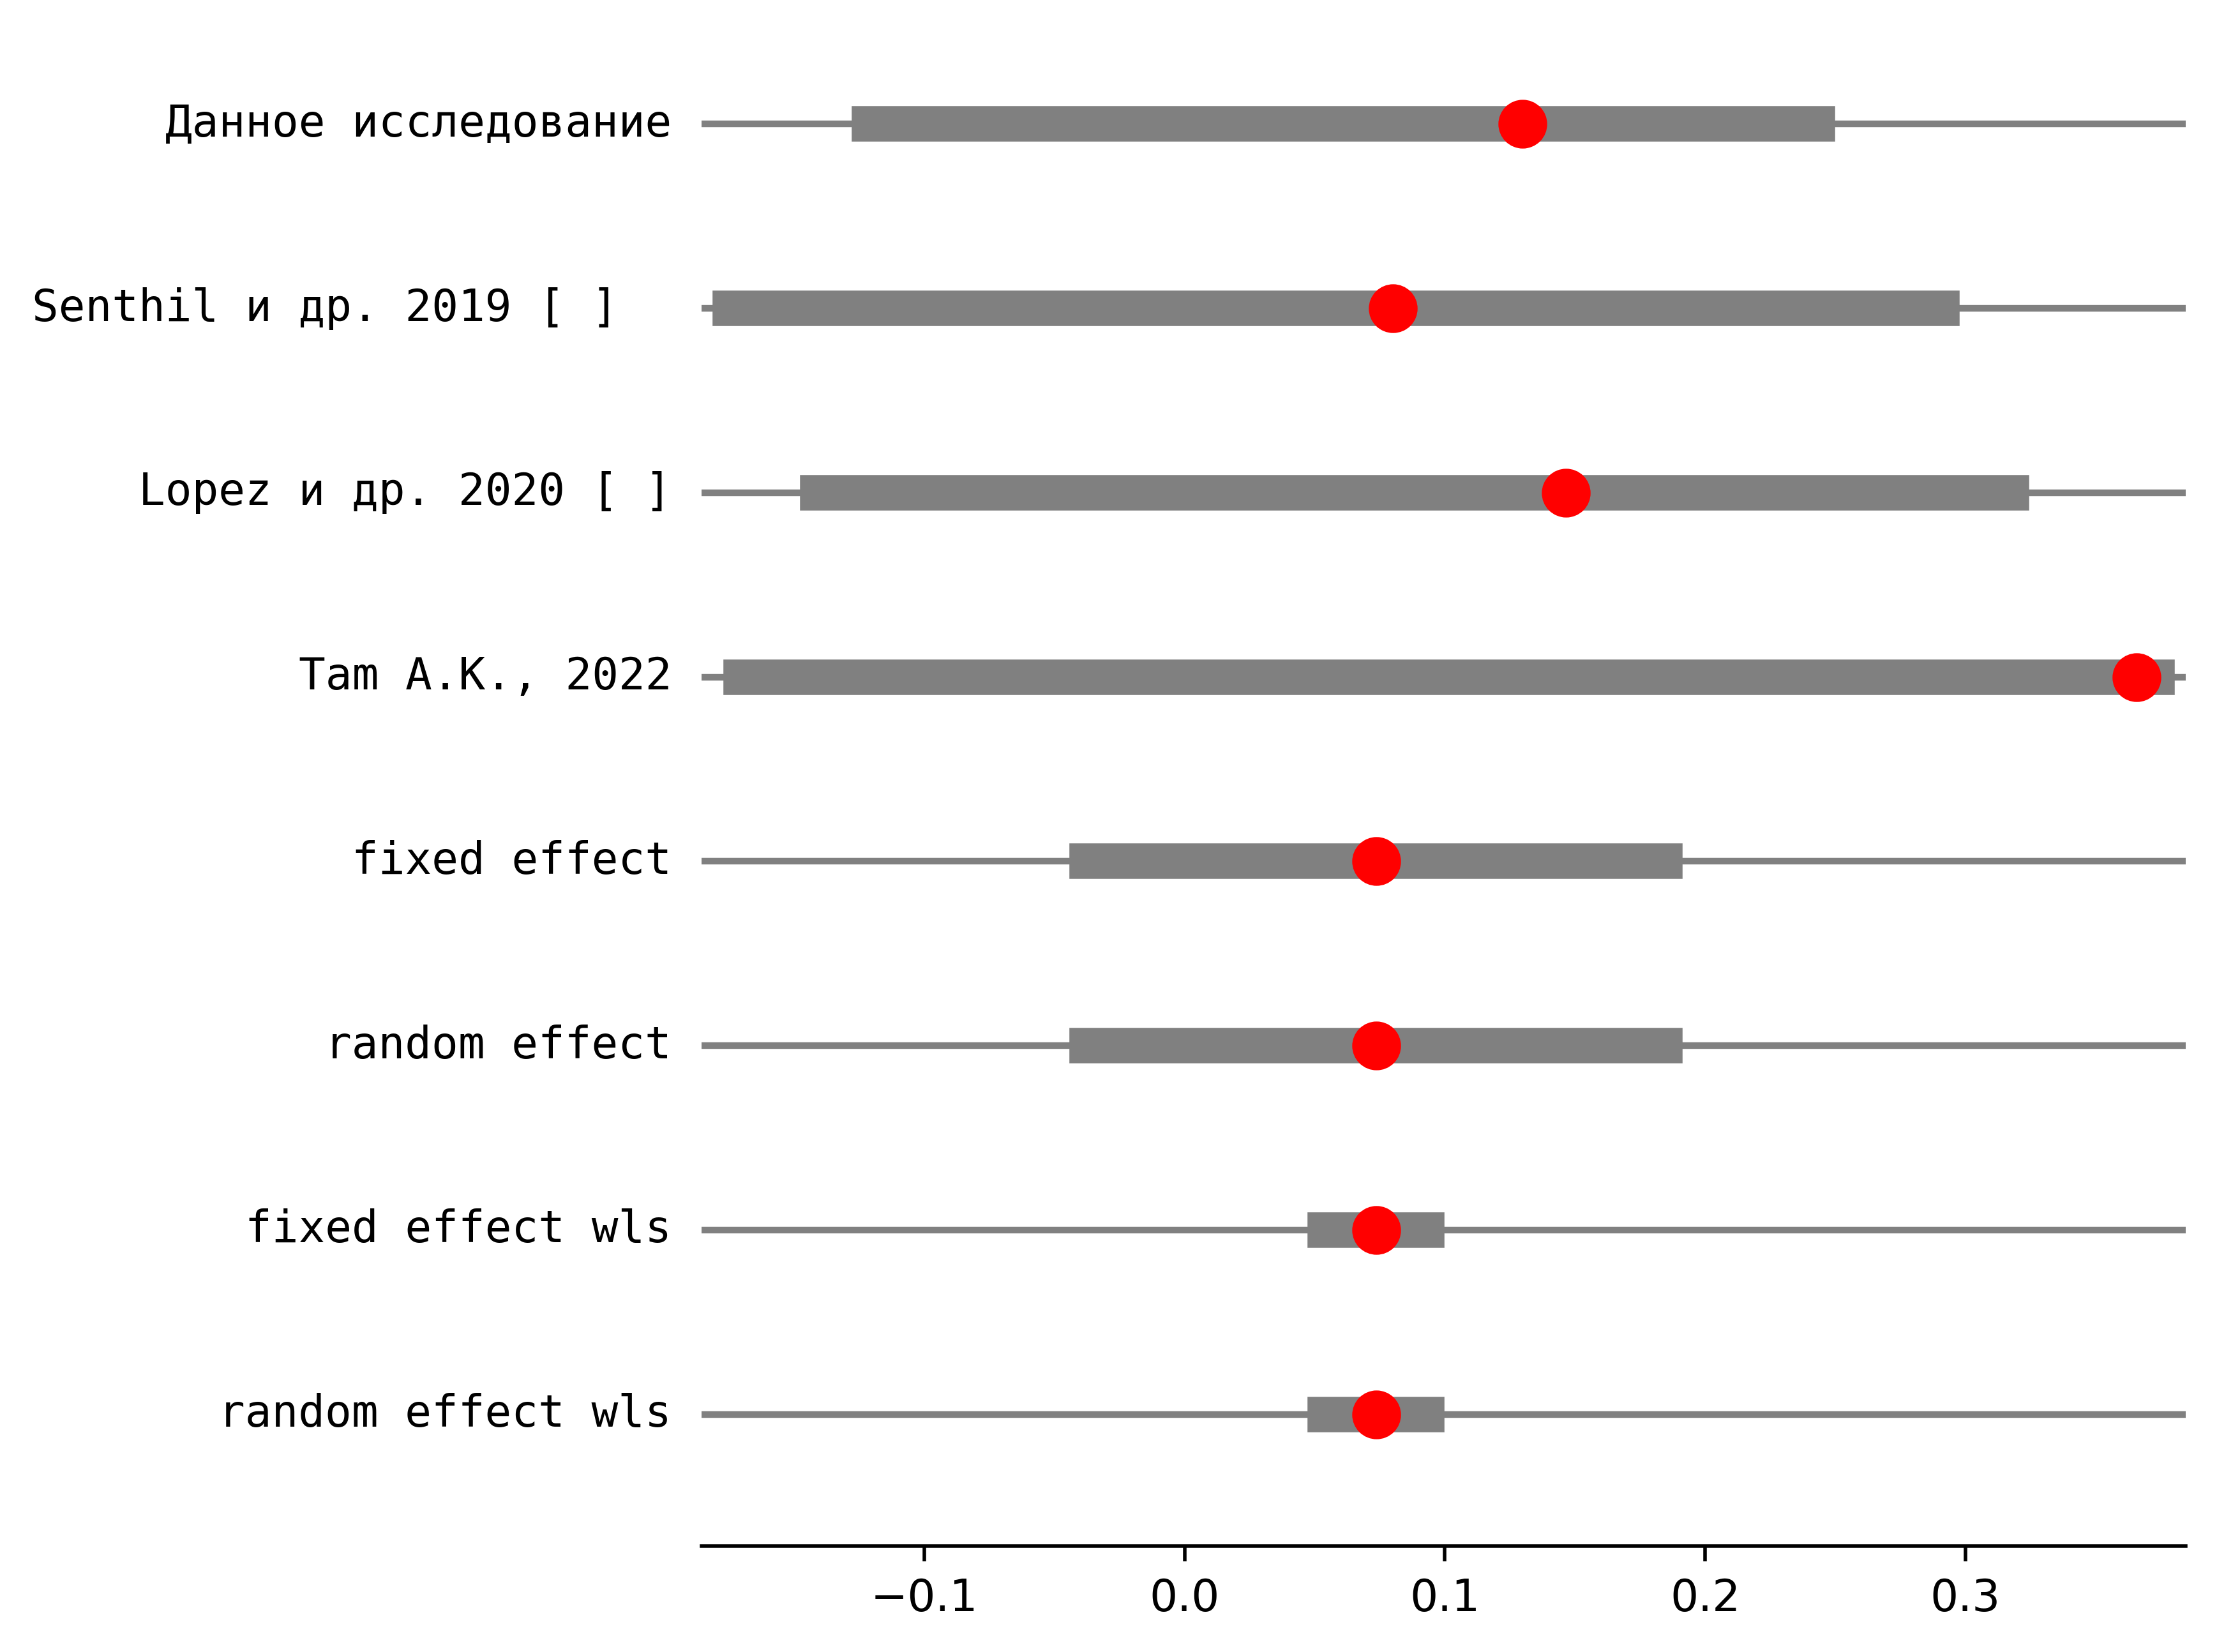 Данное исследование
Senthil и др. 2019 [ ]
Lopez и др. 2020 [ ]
Tam A.K., 2022
fixed effect
random effect
fixed effect wls
random effect wls
−0.1 0.0 0.1 0.2 0.3